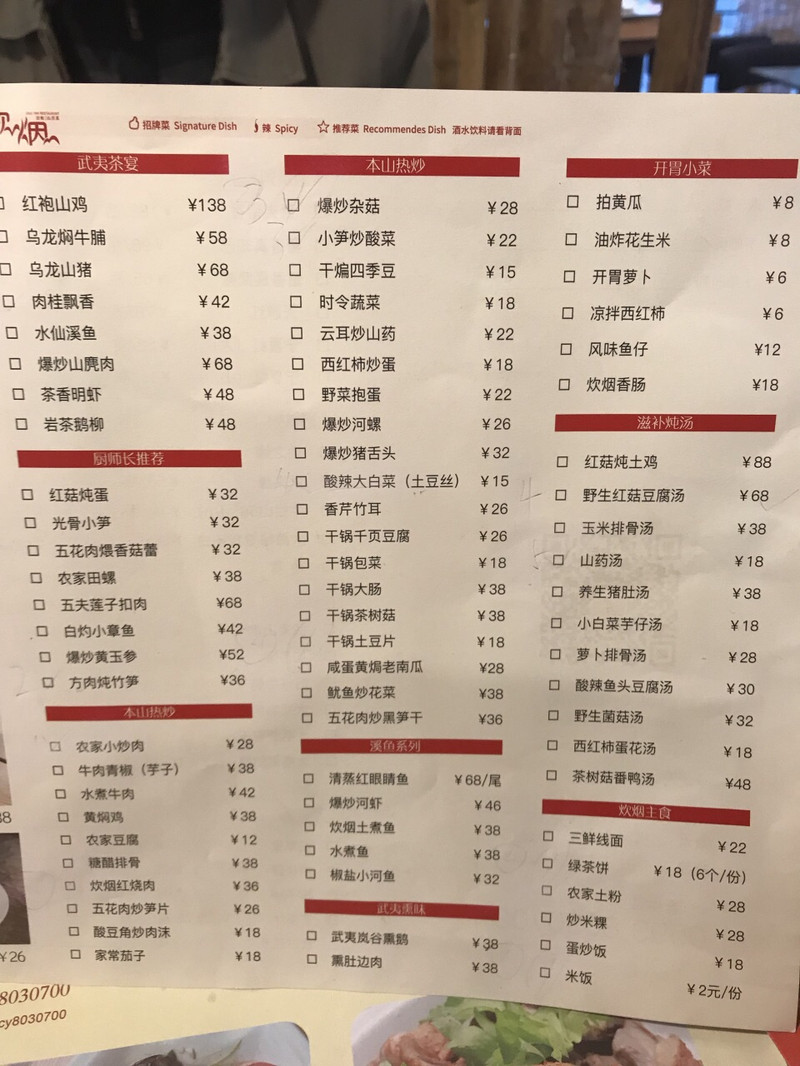 招牌菜 Signature Dish 辣 Spicy 推荐菜 Recommendes Dish 酒水饮料请看背面
武夷茶宴
红袍山鸡 ¥138
乌龙焖牛腩 ¥58
乌龙山猪 ¥68
肉桂飘香 ¥42
水仙溪鱼 ¥38
爆炒山麂肉 ¥68
茶香明虾 ¥48
岩茶鹅柳 ¥48
厨师长推荐
红菇炖蛋 ¥32
光骨小笋 ¥32
五花肉煨香菇蕾 ¥32
农家田螺 ¥38
五夫莲子扣肉 ¥68
白灼小章鱼 ¥42
爆炒黄玉参 ¥52
方肉炖竹笋 ¥36
本山热炒
农家小炒肉 ¥28
牛肉青椒（芋子） ¥38
水煮牛肉 ¥42
黄焖鸡 ¥38
农家豆腐 ¥12
糖醋排骨 ¥38
炊烟红烧肉 ¥36
五花肉炒笋片 ¥26
酸豆角炒肉沫 ¥18
家常茄子 ¥18
本山热炒
爆炒杂菇 ¥28
小笋炒酸菜 ¥22
干煸四季豆 ¥15
时令蔬菜 ¥18
云耳炒山药 ¥22
西红柿炒蛋 ¥18
野菜抱蛋 ¥22
爆炒河螺 ¥26
爆炒猪舌头 ¥32
酸辣大白菜（土豆丝） ¥15
香芹竹耳 ¥26
干锅千页豆腐 ¥26
干锅包菜 ¥18
干锅大肠 ¥38
干锅茶树菇 ¥38
干锅土豆片 ¥18
咸蛋黄焗老南瓜 ¥28
鱿鱼炒花菜 ¥38
五花肉炒黑笋干 ¥36
溪鱼系列
清蒸红眼睛鱼 ¥68/尾
爆炒河虾 ¥46
炊烟土煮鱼 ¥38
水煮鱼 ¥38
椒盐小河鱼 ¥32
武夷熏味
武夷岚谷熏鹅 ¥38
熏肚边肉 ¥38
开胃小菜
拍黄瓜 ¥8
油炸花生米 ¥8
开胃萝卜 ¥6
凉拌西红柿 ¥6
风味鱼仔 ¥12
炊烟香肠 ¥18
滋补炖汤
红菇炖土鸡 ¥88
野生红菇豆腐汤 ¥68
玉米排骨汤 ¥38
山药汤 ¥18
养生猪肚汤 ¥38
小白菜芋仔汤 ¥18
萝卜排骨汤 ¥28
酸辣鱼头豆腐汤 ¥30
野生菌菇汤 ¥32
西红柿蛋花汤 ¥18
茶树菇番鸭汤 ¥48
炊烟主食
三鲜线面 ¥22
绿茶饼 ¥18（6个/份）
农家土粉 ¥28
炒米粿 ¥28
蛋炒饭 ¥18
米饭 ¥2元/份
¥26
8030700
cy8030700